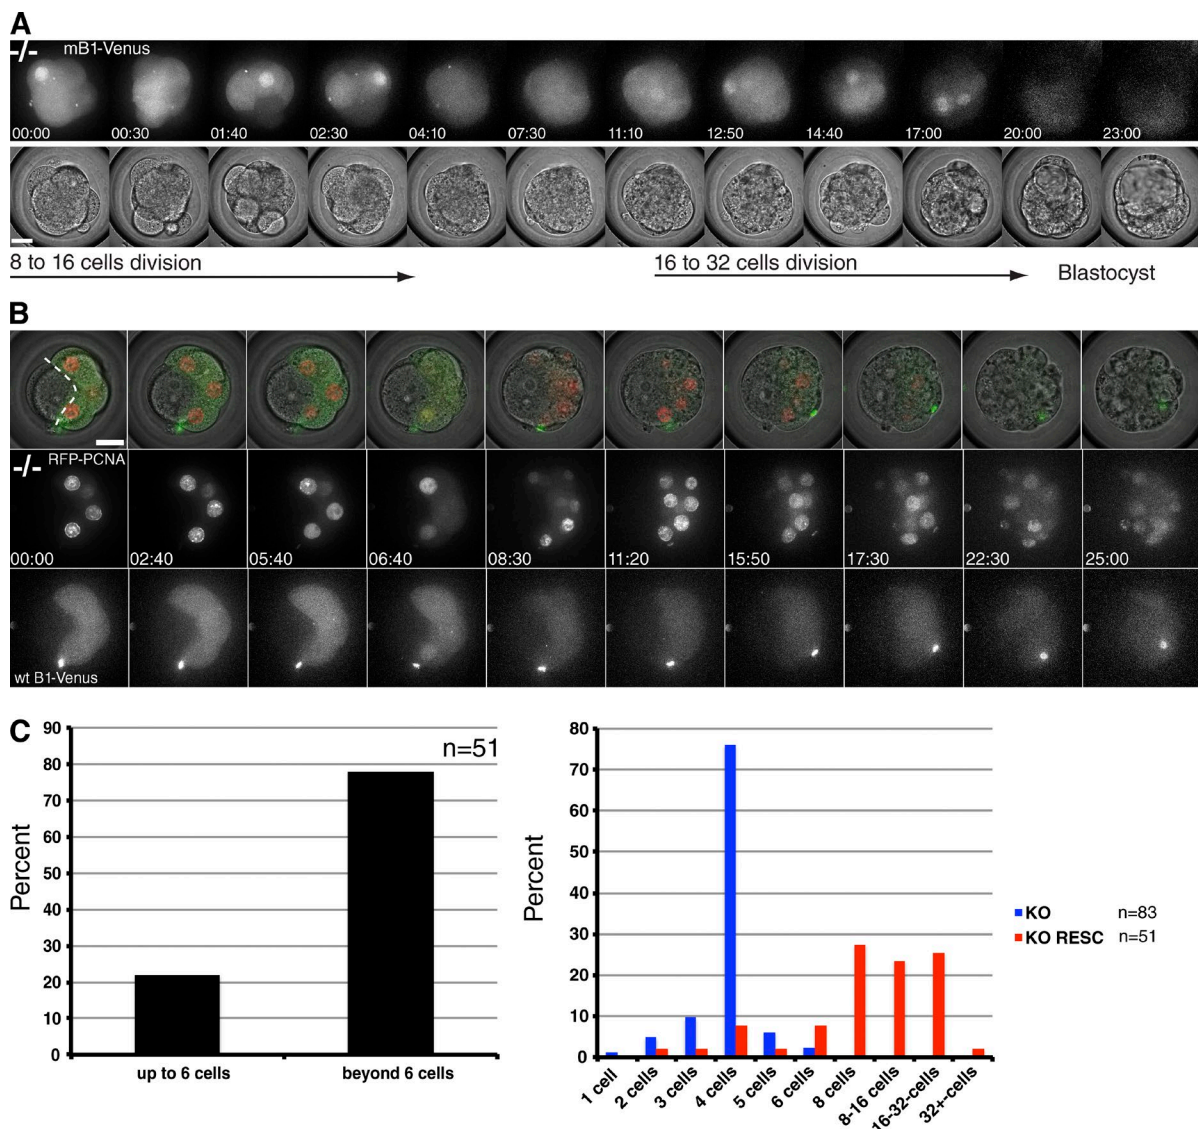 A
-/- mB1-Venus
00:00 00:30 01:40 02:30 04:10 07:30 11:10 12:50 14:40 17:00 20:00 23:00
8 to 16 cells division 16 to 32 cells division Blastocyst
B
-/- RFP-PCNA
00:00 02:40 05:40 06:40 08:30 11:20 15:50 17:30 22:30 25:00
wt B1-Venus
C
n=51
Percent
90
80
70
60
50
40
30
20
10
0
up to 6 cells beyond 6 cells
Percent
80
70
60
50
40
30
20
10
0
1 cell
2 cells
3 cells
4 cells
5 cells
6 cells
8 cells
8-16 cells
16-32-cells
32+-cells
KO n=83
KO RESC n=51